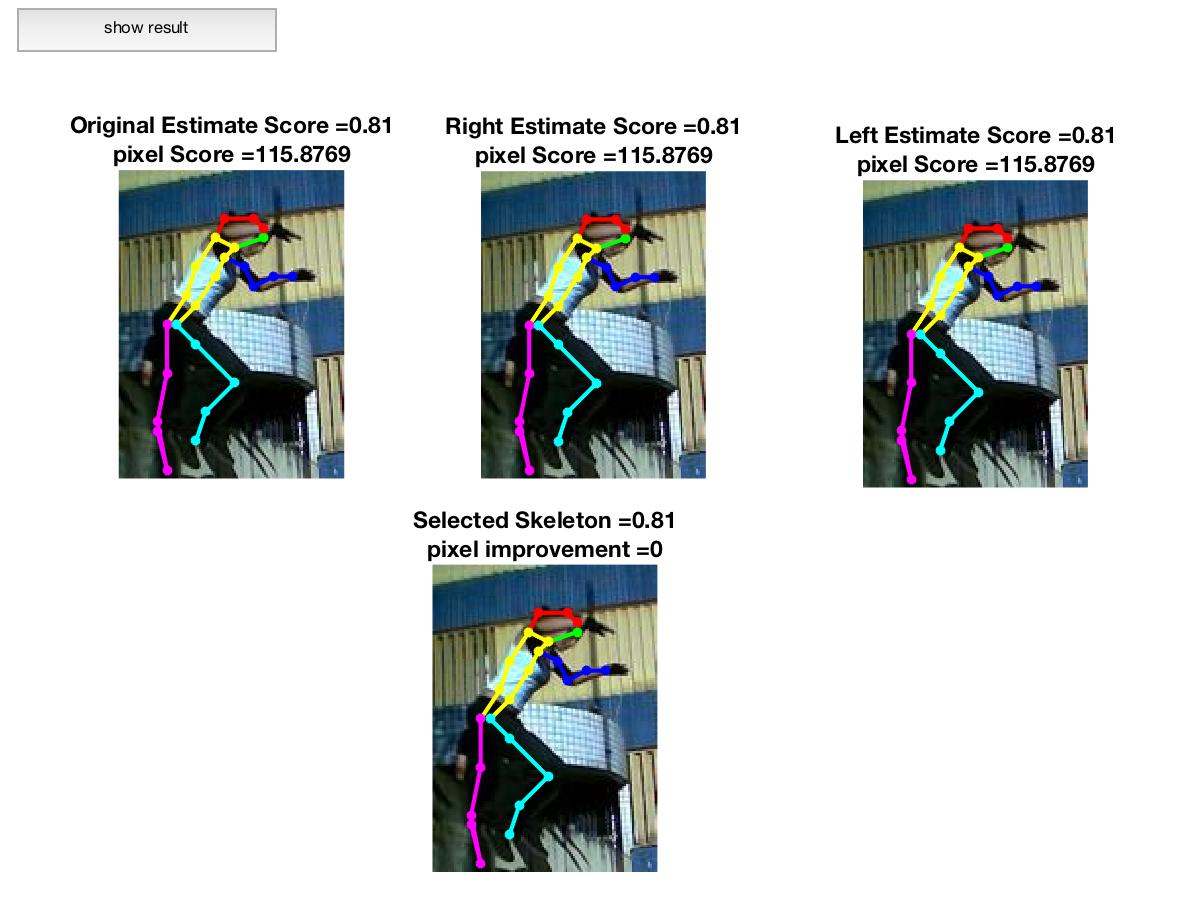 show result
Original Estimate Score =0.81
pixel Score =115.8769
Right Estimate Score =0.81
pixel Score =115.8769
Left Estimate Score =0.81
pixel Score =115.8769
Selected Skeleton =0.81
pixel improvement =0